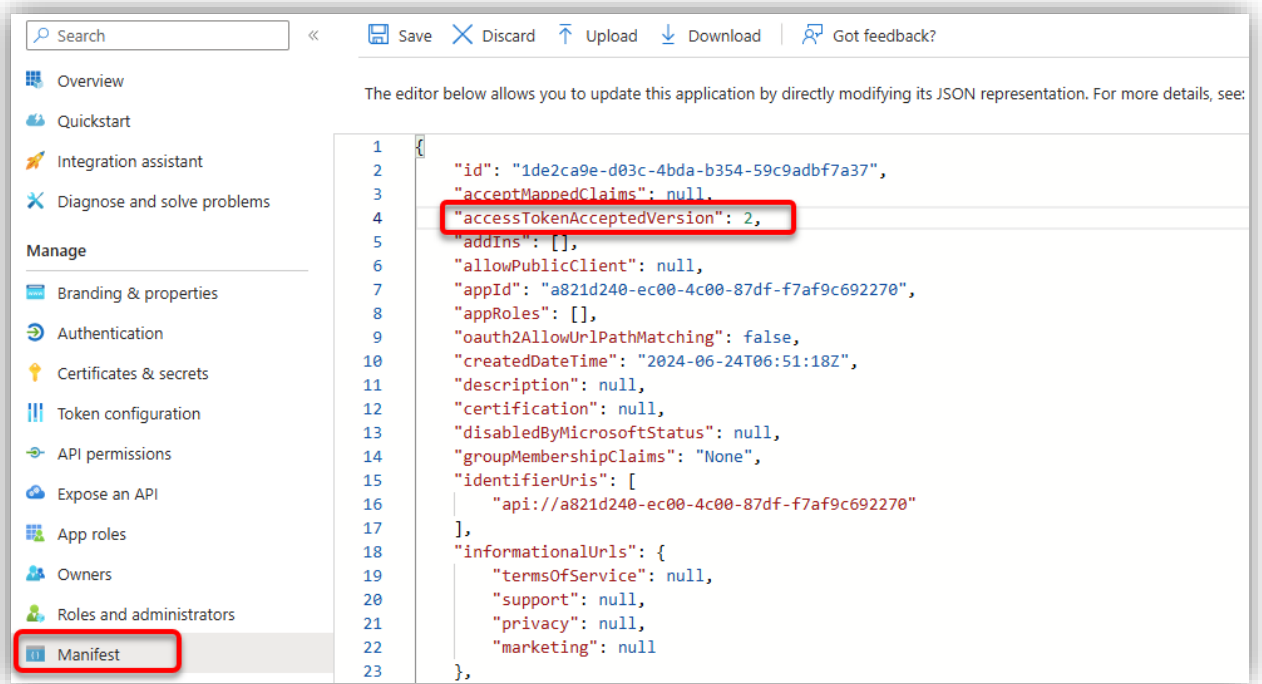 Search
«
Save Discard Upload Download Got feedback?
Overview
Quickstart
Integration assistant
Diagnose and solve problems
Manage
Branding & properties
Authentication
Certificates & secrets
Token configuration
API permissions
Expose an API
App roles
Owners
Roles and administrators
Manifest
The editor below allows you to update this application by directly modifying its JSON representation. For more details, see:
1 {
2 "id": "1de2ca9e-d03c-4bda-b354-59c9adbf7a37",
3 "acceptMappedClaims": null,
4 "accessTokenAcceptedVersion": 2,
5 "addIns": [],
6 "allowPublicClient": null,
7 "appId": "a821d240-ec00-4c00-87df-f7af9c692270",
8 "appRoles": [],
9 "oauth2AllowUrlPathMatching": false,
10 "createdDateTime": "2024-06-24T06:51:18Z",
11 "description": null,
12 "certification": null,
13 "disabledByMicrosoftStatus": null,
14 "groupMembershipClaims": "None",
15 "identifierUris": [
16 "api://a821d240-ec00-4c00-87df-f7af9c692270"
17 ],
18 "informationalUrls": {
19 "termsOfService": null,
20 "support": null,
21 "privacy": null,
22 "marketing": null
23 },